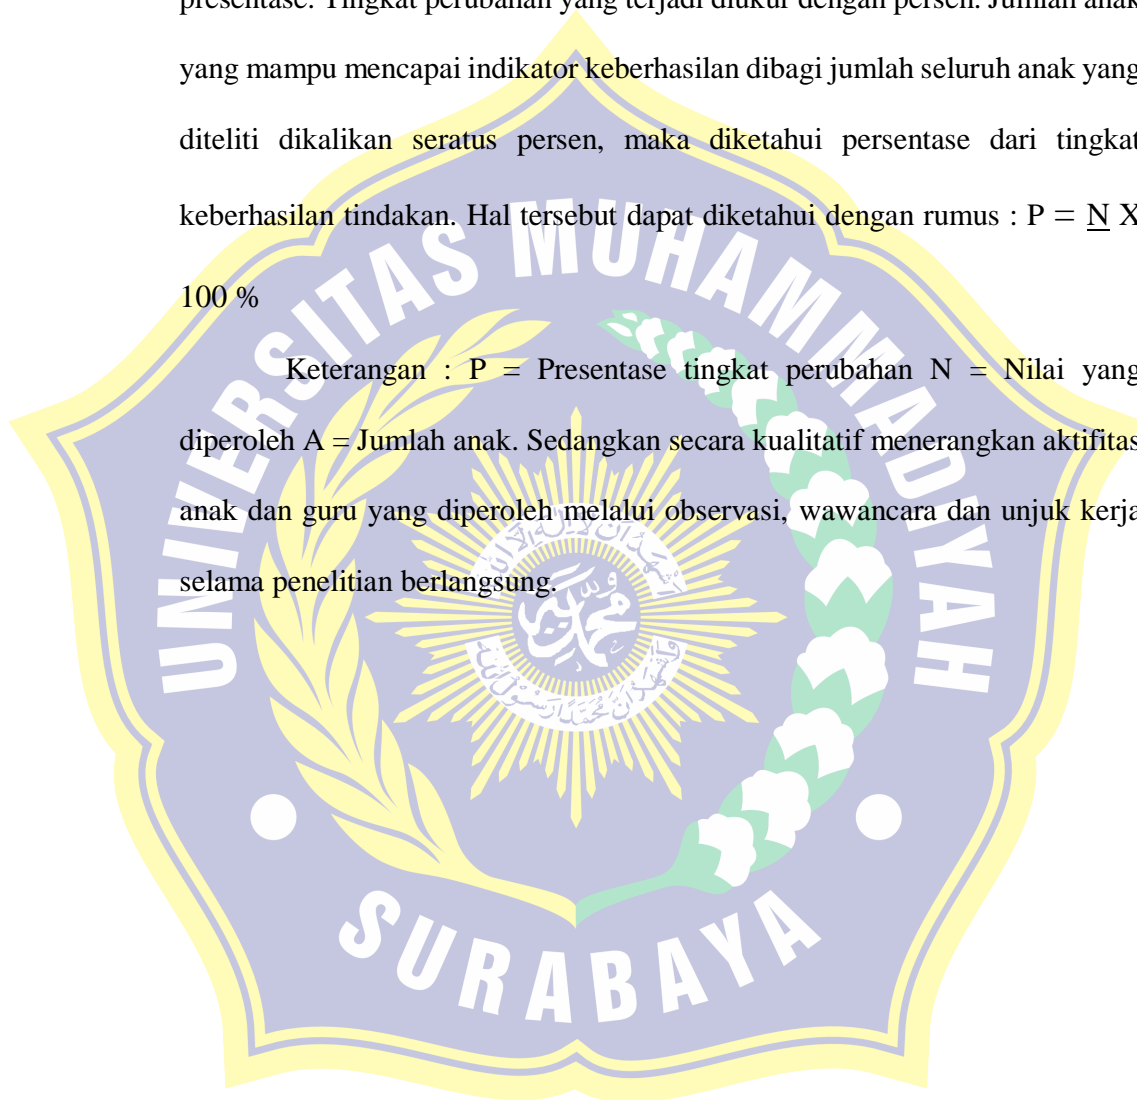 presentase. Tingkat perubahan yang terjadi diukur dengan persen. Jumlah anak
yang mampu mencapai indikator keberhasilan dibagi jumlah seluruh anak yang
diteliti dikalikan seratus persen, maka diketahui persentase dari tingkat
keberhasilan tindakan. Hal tersebut dapat diketahui dengan rumus : P = N X
100 %
Keterangan : P = Presentase tingkat perubahan N = Nilai yang
diperoleh A = Jumlah anak. Sedangkan secara kualitatif menerangkan aktifitas
anak dan guru yang diperoleh melalui observasi, wawancara dan unjuk kerja
selama penelitian berlangsung.
UNIVERSITAS MUHAMMADIYAH
SURABAYA